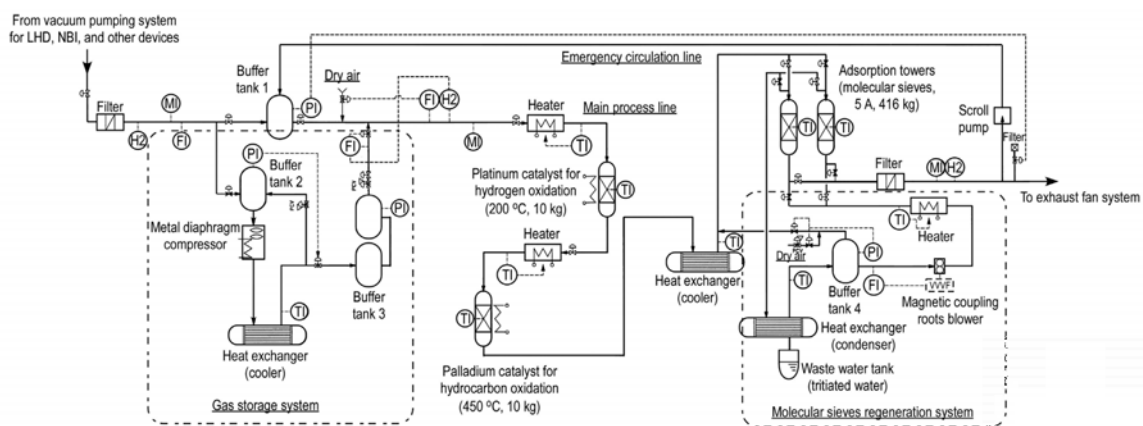 From vacuum pumping system
for LHD, NBI, and other devices
Filter
H2
MI
FI
Buffer
tank 1
PI
Dry air
FI
H2
Emergency circulation line
Main process line
MI
Heater
TI
Adsorption towers
(molecular sieves,
5 A, 416 kg)
TI
TI
Scroll
pump
Filter
Filter
MI
H2
To exhaust fan system
PI
Buffer
tank 2
FI
Metal diaphragm
compressor
PI
Buffer
tank 3
TI
Heat exchanger
(cooler)
Gas storage system
Platinum catalyst for
hydrogen oxidation
(200 ºC, 10 kg)
TI
Heater
TI
TI
Palladium catalyst for
hydrocarbon oxidation
(450 ºC, 10 kg)
Heat exchanger
(cooler)
TI
TI
Heater
Dry air
PI
TI
FI
Buffer
tank 4
VVVF
Magnetic coupling
roots blower
Heat exchanger
(condenser)
Waste water tank
(tritiated water)
Molecular sieves regeneration system